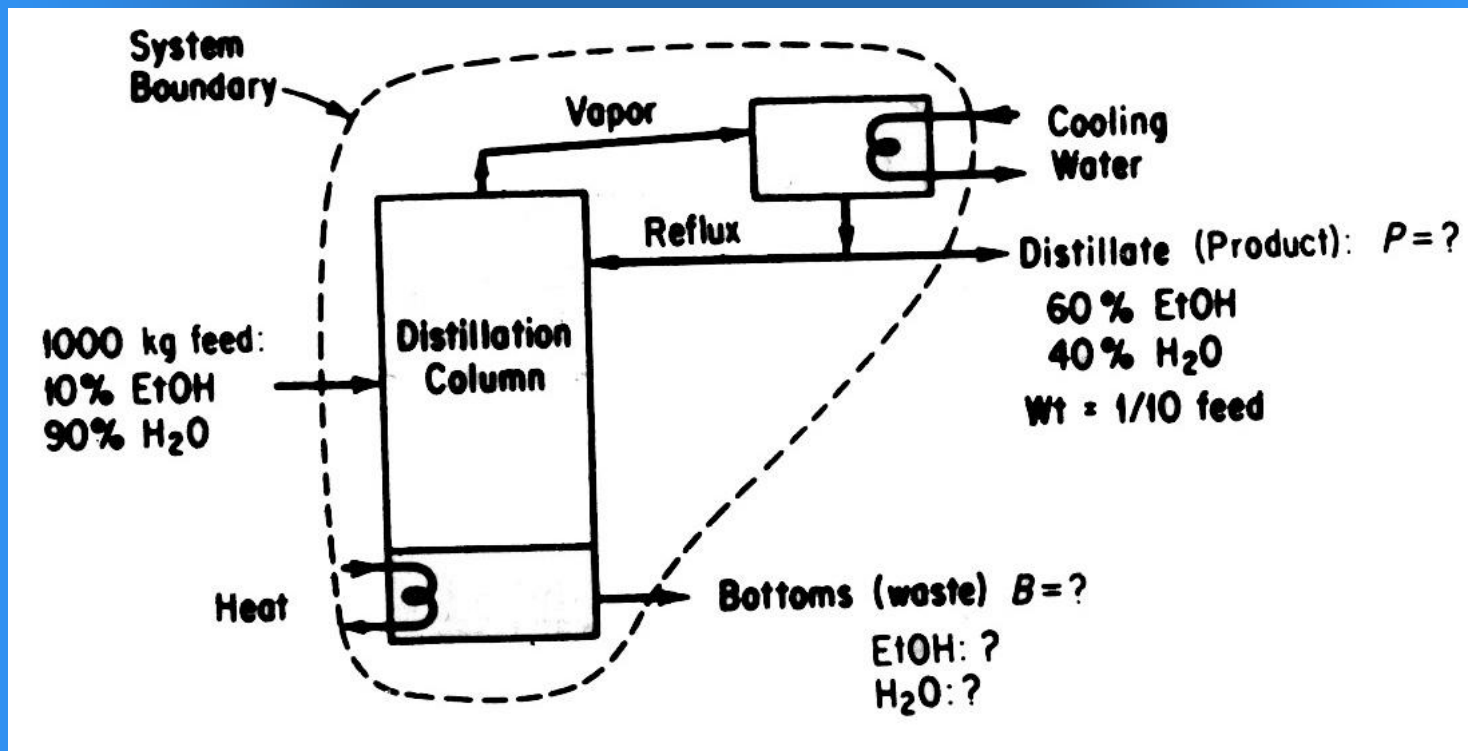 System
Boundary
Vapor
Cooling
Water
Reflux
Distillate (Product): P = ?
60% EtOH
40% H₂O
Wt = 1/10 feed
1000 kg feed:
10% EtOH
90% H₂O
Distillation
Column
Heat
Bottoms (waste) B = ?
EtOH: ?
H₂O: ?